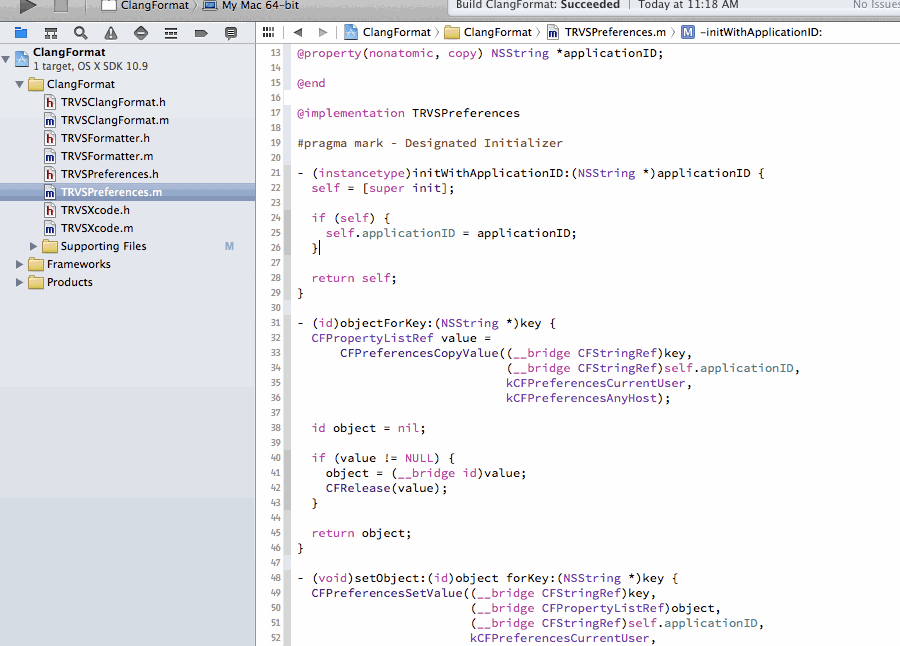 ClangFormat My Mac 64-bit
Build ClangFormat: Succeeded Today at 11:18 AM No Issues
ClangFormat ClangFormat TRVSPreferences.m M -initWithApplicationID:
ClangFormat
1 target, OS X SDK 10.9
ClangFormat
h TRVSClangFormat.h
m TRVSClangFormat.m
h TRVSFormatter.h
m TRVSFormatter.m
h TRVSPreferences.h
m TRVSPreferences.m
h TRVSXcode.h
m TRVSXcode.m
Supporting Files M
Frameworks
Products
13 @property(nonatomic, copy) NSString *applicationID;
14
15 @end
16
17 @implementation TRVSPreferences
18
19 #pragma mark - Designated Initializer
20
21 - (instancetype)initWithApplicationID:(NSString *)applicationID {
22 self = [super init];
23
24 if (self) {
25 self.applicationID = applicationID;
26 }
27
28 return self;
29 }
30
31 - (id)objectForKey:(NSString *)key {
32 CFPropertyListRef value =
33 CFPreferencesCopyValue((__bridge CFStringRef)key,
34 (__bridge CFStringRef)self.applicationID,
35 kCFPreferencesCurrentUser,
36 kCFPreferencesAnyHost);
37
38 id object = nil;
39
40 if (value != NULL) {
41 object = (__bridge id)value;
42 CFRelease(value);
43 }
44
45 return object;
46 }
47
48 - (void)setObject:(id)object forKey:(NSString *)key {
49 CFPreferencesSetValue((__bridge CFStringRef)key,
50 (__bridge CFPropertyListRef)object,
51 (__bridge CFStringRef)self.applicationID,
52 kCFPreferencesCurrentUser,